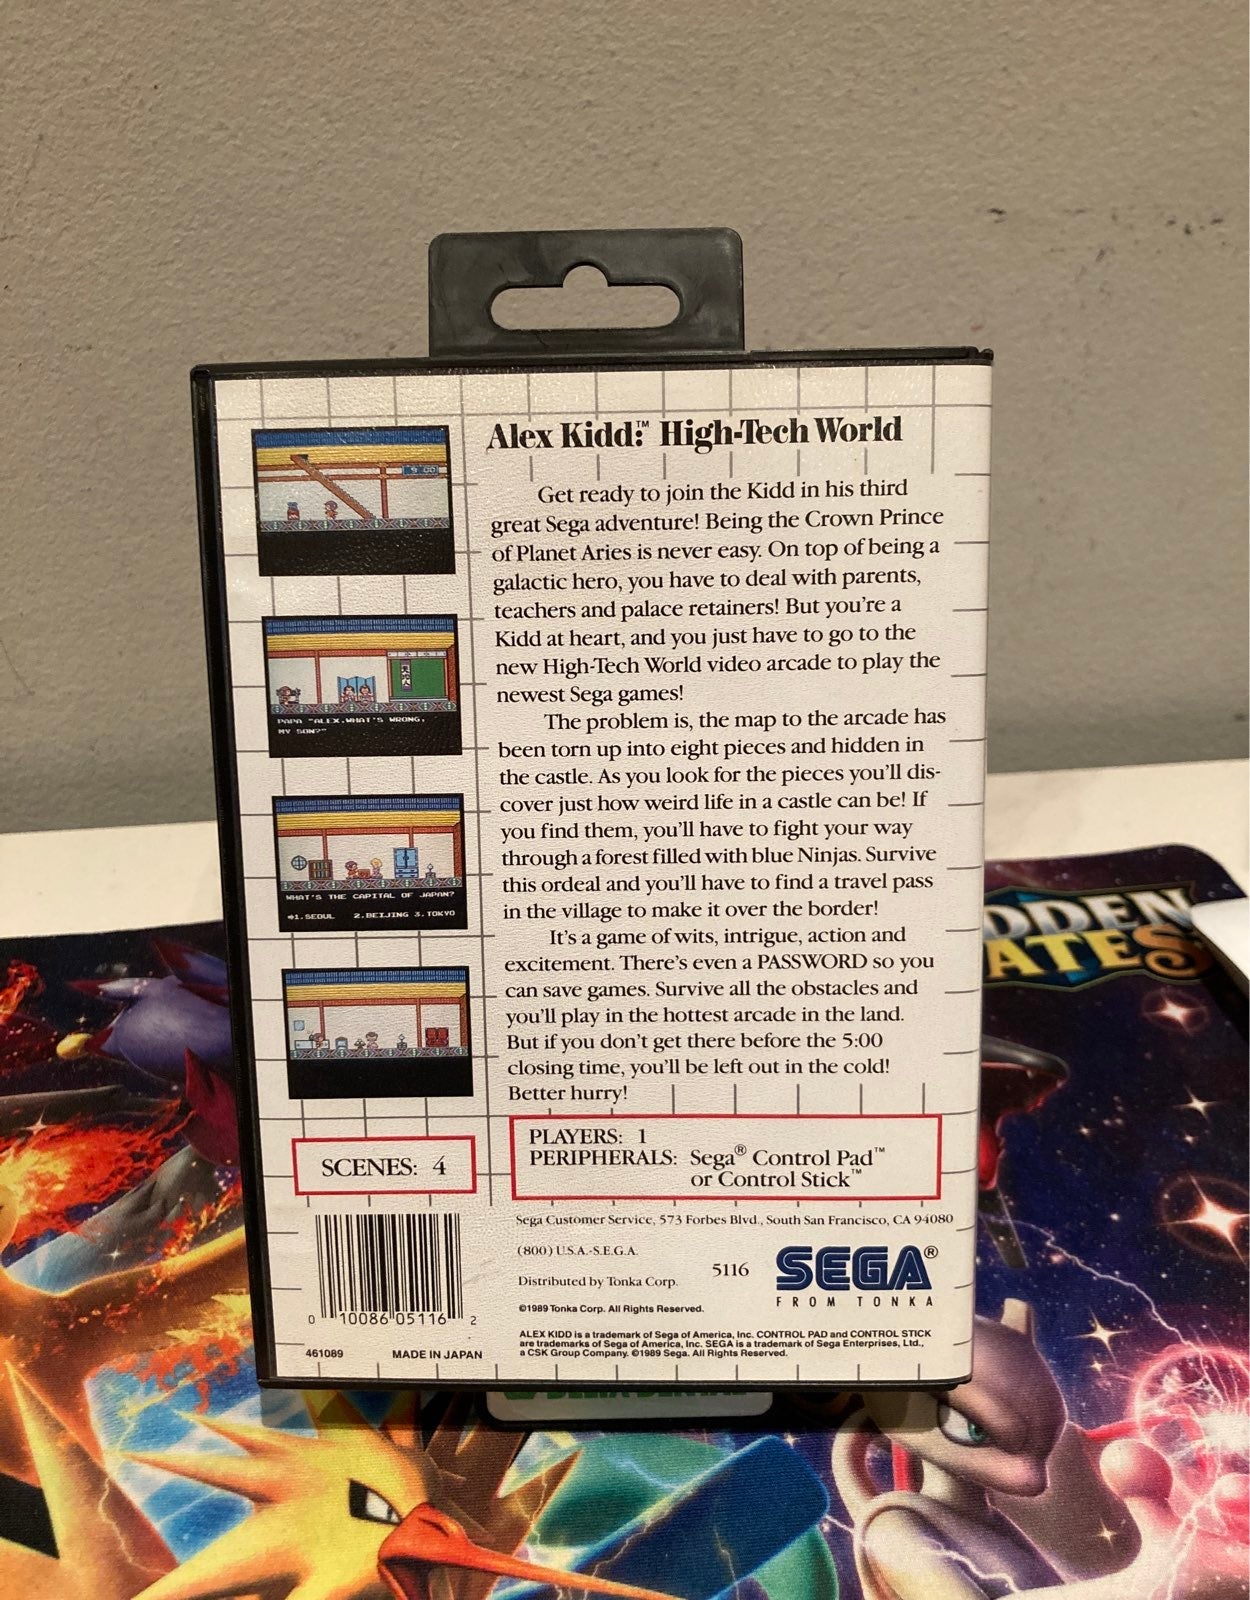 Alex Kidd:™ High-Tech World
Get ready to join the Kidd in his third
great Sega adventure! Being the Crown Prince
of Planet Aries is never easy. On top of being a
galactic hero, you have to deal with parents,
teachers and palace retainers! But you're a
Kidd at heart, and you just have to go to the
new High-Tech World video arcade to play the
newest Sega games!
The problem is, the map to the arcade has
been torn up into eight pieces and hidden in
the castle. As you look for the pieces you'll dis-
cover just how weird life in a castle can be! If
you find them, you'll have to fight your way
through a forest filled with blue Ninjas. Survive
this ordeal and you'll have to find a travel pass
in the village to make it over the border!
It's a game of wits, intrigue, action and
excitement. There's even a PASSWORD so you
can save games. Survive all the obstacles and
you'll play in the hottest arcade in the land.
But if you don't get there before the 5:00
closing time, you'll be left out in the cold!
Better hurry!
PAPA "ALEX,WHAT'S WRONG,
MY SON?"
WHAT'S THE CAPITAL OF JAPAN?
1.SEOUL 2.BEIJING 3.TOKYO
SCENES: 4
PLAYERS: 1
PERIPHERALS: Sega® Control Pad™
or Control Stick™
Sega Customer Service, 573 Forbes Blvd., South San Francisco, CA 94080
(800) U.S.A.-S.E.G.A.
Distributed by Tonka Corp.
5116
SEGA®
FROM TONKA
©1989 Tonka Corp. All Rights Reserved.
ALEX KIDD is a trademark of Sega of America, Inc. CONTROL PAD and CONTROL STICK
are trademarks of Sega of America, Inc. SEGA is a trademark of Sega Enterprises, Ltd.,
a CSK Group Company. ©1989 Sega. All Rights Reserved.
0 10086 05116 2
461089 MADE IN JAPAN
DDEN
ATES